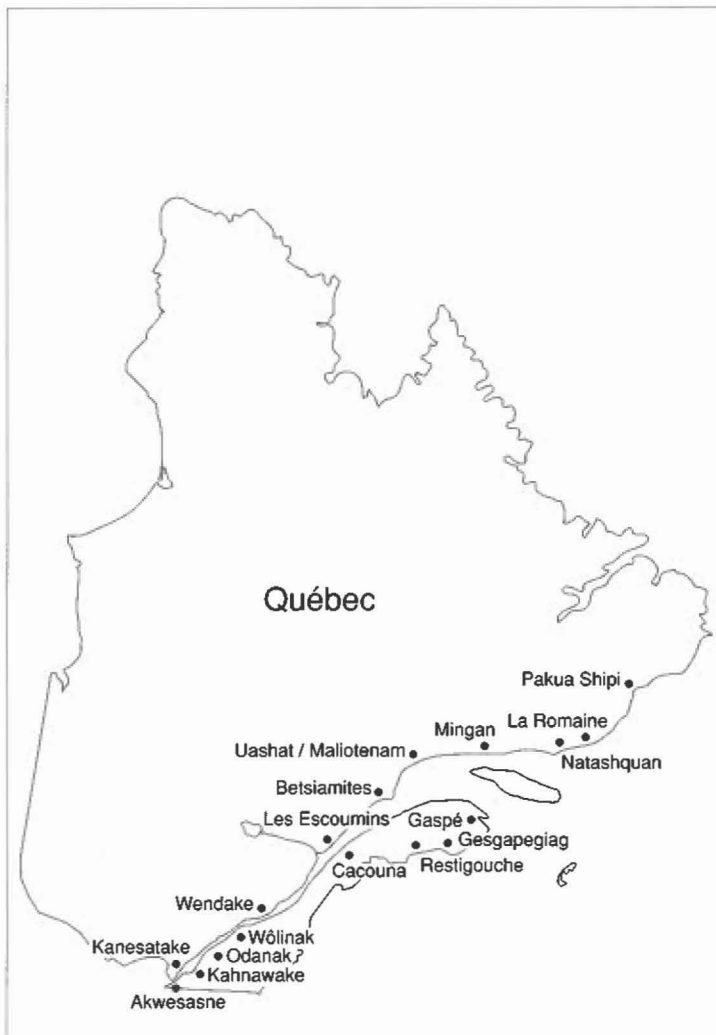 Québec
Pakua Shipi
La Romaine
Mingan
Uashat / Maliotenam
Natashquan
Betsiamites
Les Escoumins
Gaspé
Gesgapegiag
Restigouche
Cacouna
Wendake
Wôlinak
Kanesatake
Odanak
Kahnawake
Akwesasne